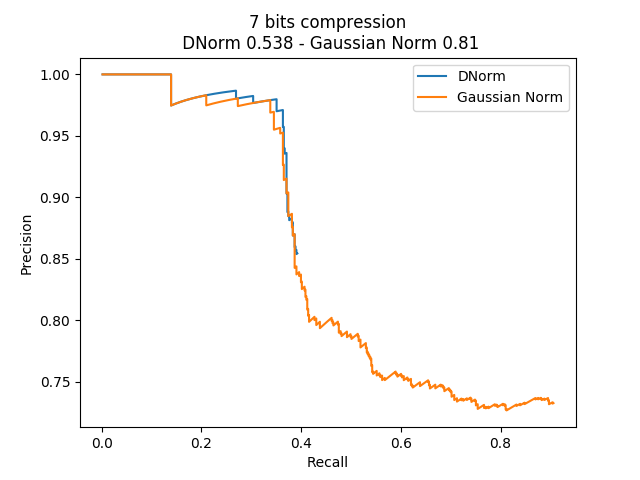 7 bits compression
DNorm 0.538 - Gaussian Norm 0.81
DNorm
Gaussian Norm
1.00
0.95
0.90
0.85
0.80
0.75
Precision
0.0
0.2
0.4
0.6
0.8
Recall